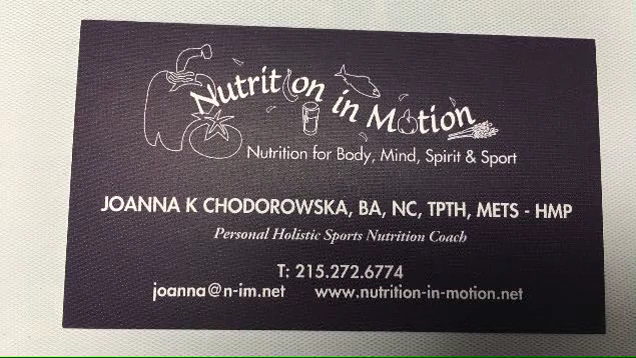 Nutrition in Motion
Nutrition for Body, Mind, Spirit & Sport
JOANNA K CHODOROWSKA, BA, NC, TPTH, METS - HMP
Personal Holistic Sports Nutrition Coach
T: 215.272.6774
joanna@n-im.net www.nutrition-in-motion.net